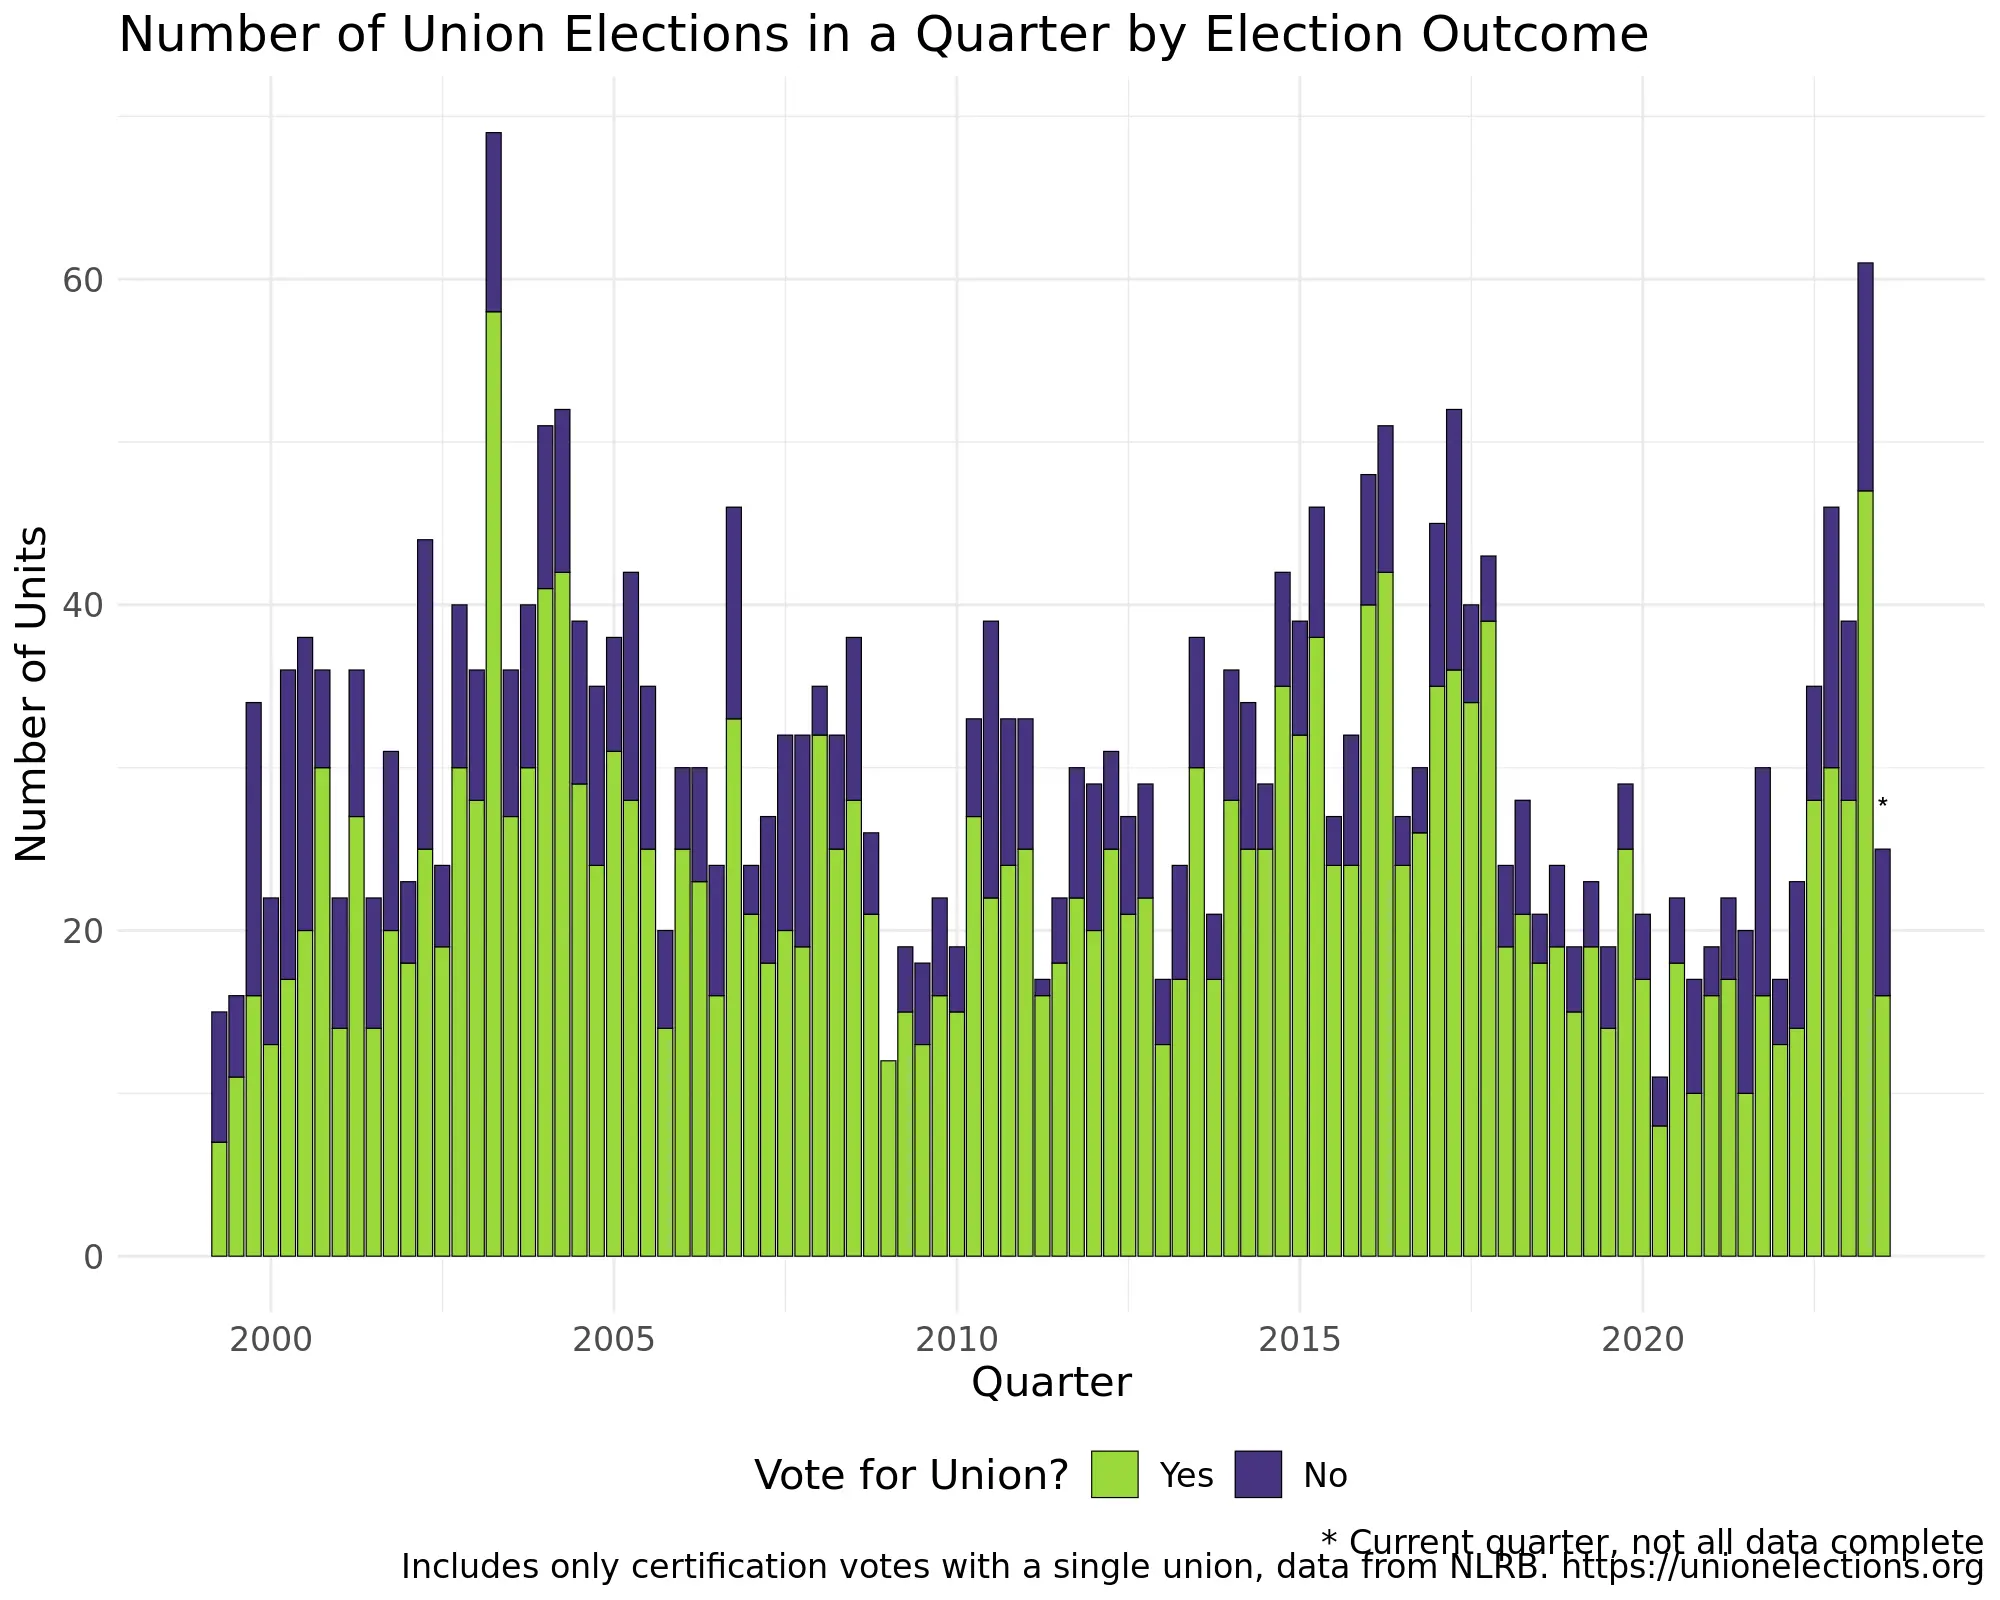 Number of Union Elections in a Quarter by Election Outcome
Number of Units
60
40
20
0
*
2000 2005 2010 2015 2020
Quarter
Vote for Union? Yes No
* Current quarter, not all data complete
Includes only certification votes with a single union, data from NLRB. https://unionelections.org